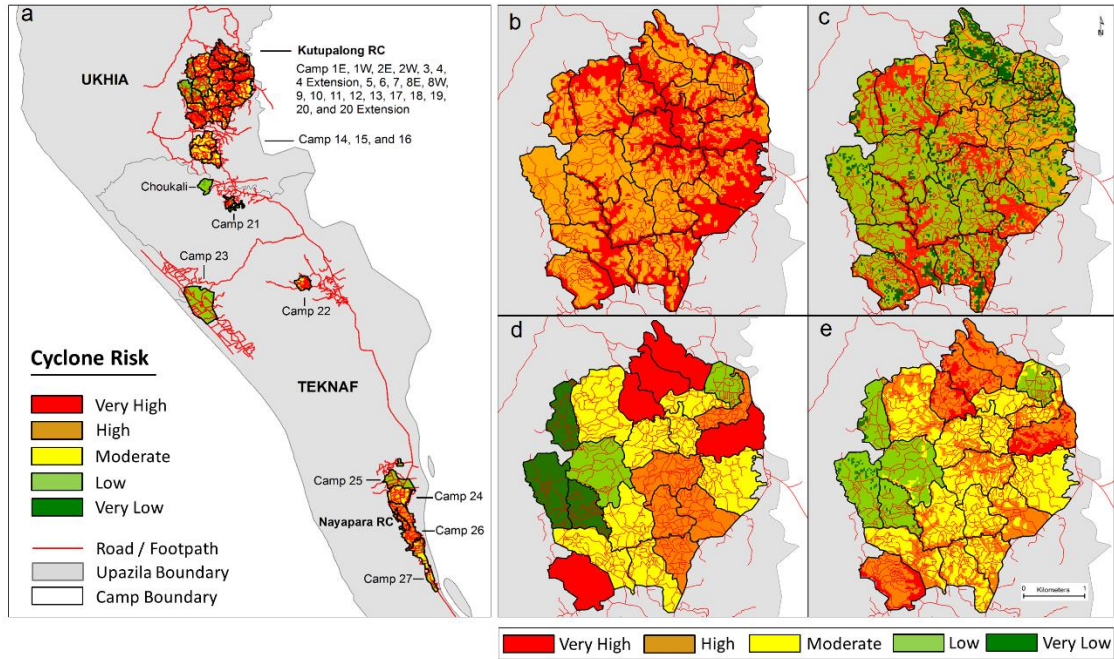 a
UKHIA
Kutupalong RC
Camp 1E, 1W, 2E, 2W, 3, 4,
4 Extension, 5, 6, 7, 8E, 8W,
9, 10, 11, 12, 13, 17, 18, 19,
20, and 20 Extension
Camp 14, 15, and 16
Choukali
Camp 21
Camp 23
Camp 22
TEKNAF
Camp 25
Camp 24
Nayapara RC
Camp 26
Camp 27
Cyclone Risk
Very High
High
Moderate
Low
Very Low
Road / Footpath
Upazila Boundary
Camp Boundary
b
c
N
d
e
0 Kilometers 1
Very High High Moderate Low Very Low